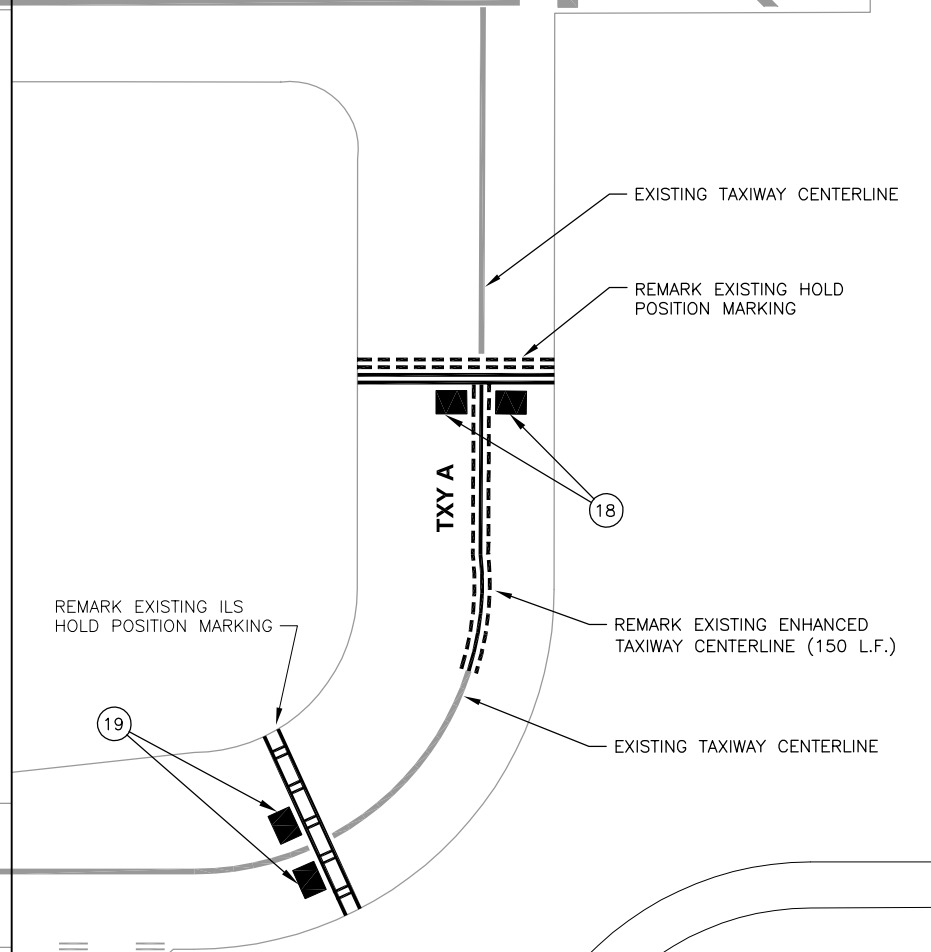 EXISTING TAXIWAY CENTERLINE
REMARK EXISTING HOLD
POSITION MARKING
TXY A
18
REMARK EXISTING ILS
HOLD POSITION MARKING
REMARK EXISTING ENHANCED
TAXIWAY CENTERLINE (150 L.F.)
19
EXISTING TAXIWAY CENTERLINE